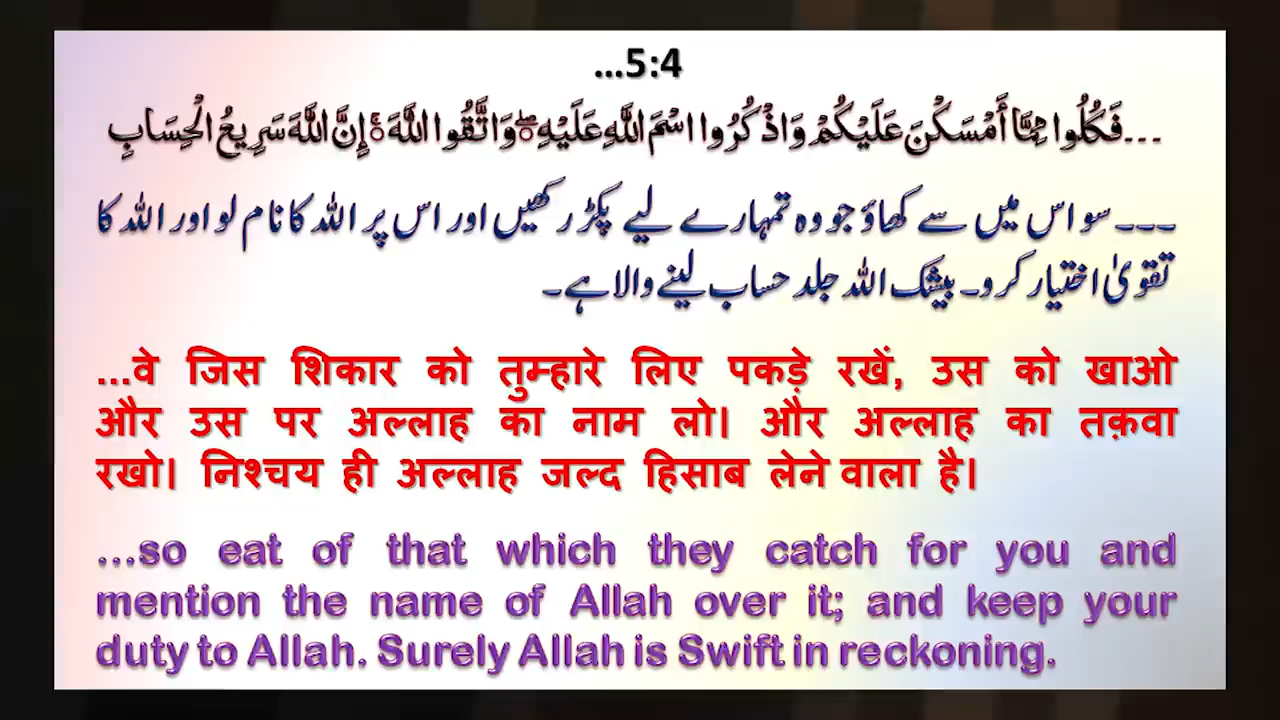 ...5:4
۔۔۔فَكُلُوا مِمَّا أَمْسَكْنَ عَلَيْكُمْ وَاذْكُرُوا اسْمَ اللَّهِ عَلَيْهِ ۖ وَاتَّقُوا اللَّهَ ۚ إِنَّ اللَّهَ سَرِيعُ الْحِسَابِ
۔۔۔ سو اس میں سے کھاؤ جو وہ تمہارے لیے پکڑ رکھیں اور اس پر اللہ کا نام لو اور اللہ کا
تقویٰ اختیار کرو۔ بیشک اللہ جلد حساب لینے والا ہے۔
...वे जिस शिकार को तुम्हारे लिए पकड़े रखें, उस को खाओ
और उस पर अल्लाह का नाम लो। और अल्लाह का तक़वा
रखो। निश्चय ही अल्लाह जल्द हिसाब लेने वाला है।
...so eat of that which they catch for you and
mention the name of Allah over it; and keep your
duty to Allah. Surely Allah is Swift in reckoning.